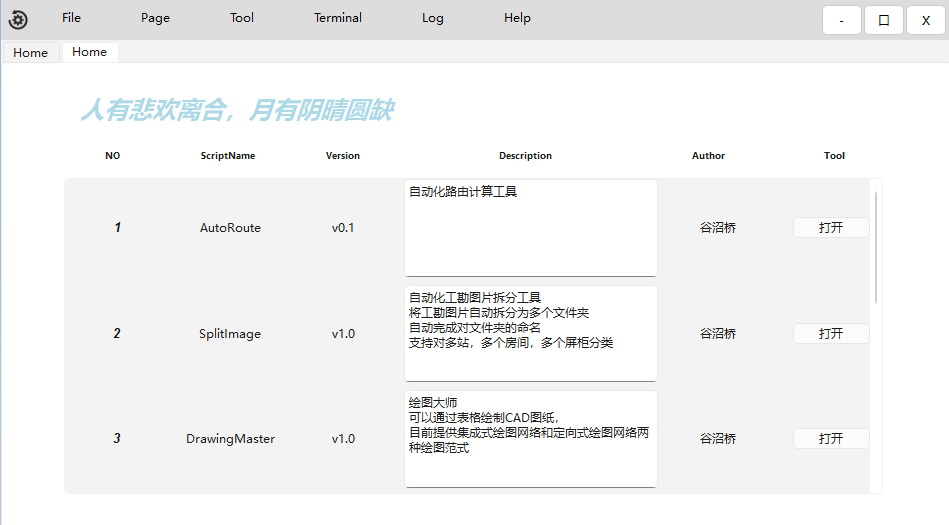 File Page Tool Terminal Log Help - 口 X
Home Home
人有悲欢离合，月有阴晴圆缺
NO ScriptName Version Description Author Tool
1 AutoRoute v0.1 自动化路由计算工具 谷沼桥 打开
2 SplitImage v1.0 自动化工勘图片拆分工具
将工勘图片自动拆分为多个文件夹
自动完成对文件夹的命名
支持对多站，多个房间，多个屏柜分类
谷沼桥 打开
3 DrawingMaster v1.0 绘图大师
可以通过表格绘制CAD图纸，
目前提供集成式绘图网络和定向式绘图网络两
种绘图范式
谷沼桥 打开